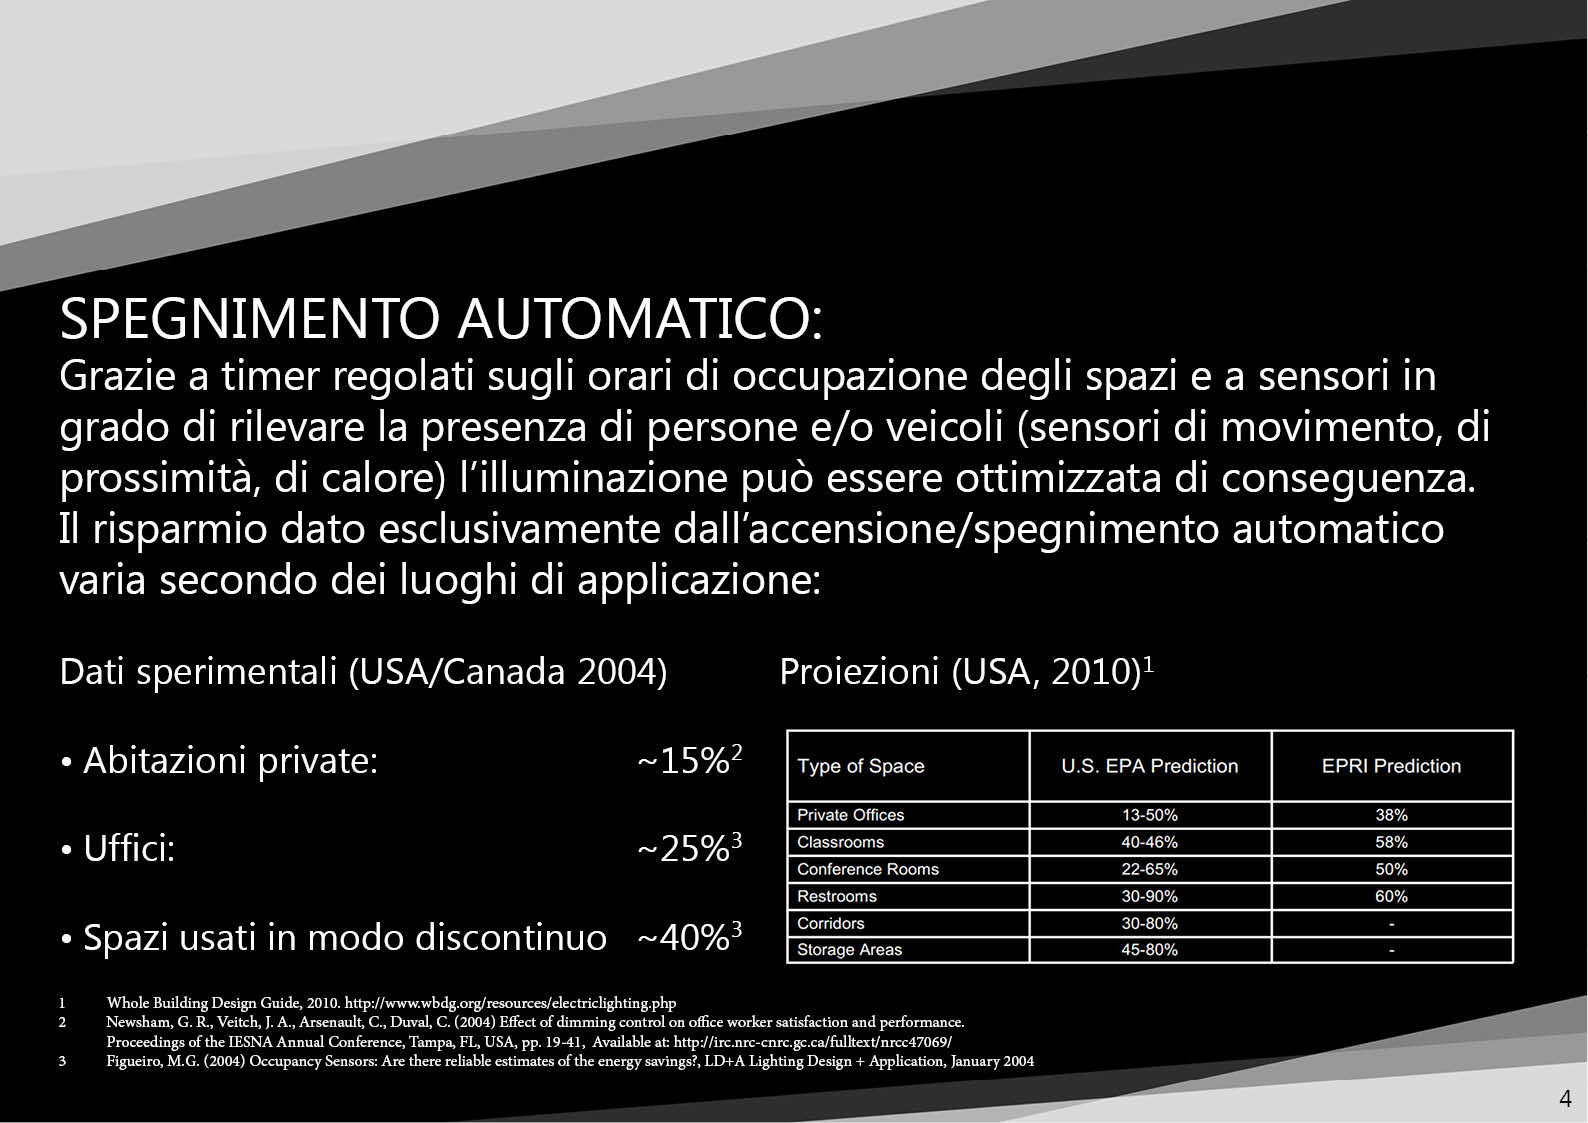 SPEGNIMENTO AUTOMATICO:
Grazie a timer regolati sugli orari di occupazione degli spazi e a sensori in
grado di rilevare la presenza di persone e/o veicoli (sensori di movimento, di
prossimità, di calore) l’illuminazione può essere ottimizzata di conseguenza.
Il risparmio dato esclusivamente dall’accensione/spegnimento automatico
varia secondo dei luoghi di applicazione:
Dati sperimentali (USA/Canada 2004)
• Abitazioni private: ~15%2
• Uffici: ~25%3
• Spazi usati in modo discontinuo ~40%3
Proiezioni (USA, 2010)1
Type of Space U.S. EPA Prediction EPRI Prediction
Private Offices 13-50% 38%
Classrooms 40-46% 58%
Conference Rooms 22-65% 50%
Restrooms 30-90% 60%
Corridors 30-80% -
Storage Areas 45-80% -
1 Whole Building Design Guide, 2010. http://www.wbdg.org/resources/electriclighting.php
2 Newsham, G. R., Veitch, J. A., Arsenault, C., Duval, C. (2004) Effect of dimming control on office worker satisfaction and performance.
Proceedings of the IESNA Annual Conference, Tampa, FL, USA, pp. 19-41, Available at: http://irc.nrc-cnrc.gc.ca/fulltext/nrcc47069/
3 Figueiro, M.G. (2004) Occupancy Sensors: Are there reliable estimates of the energy savings?, LD+A Lighting Design + Application, January 2004
4